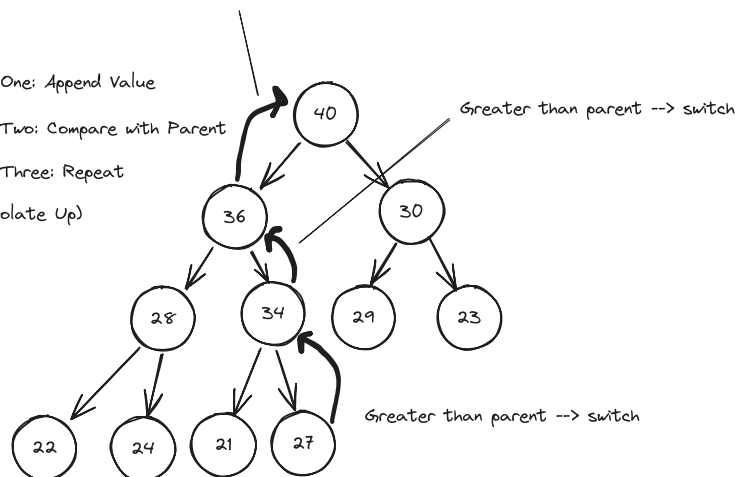 One: Append Value
40
Greater than parent --> switch
Two: Compare with Parent
Three: Repeat
olate Up)
36
30
28
34
29
23
Greater than parent --> switch
22
24
21
27